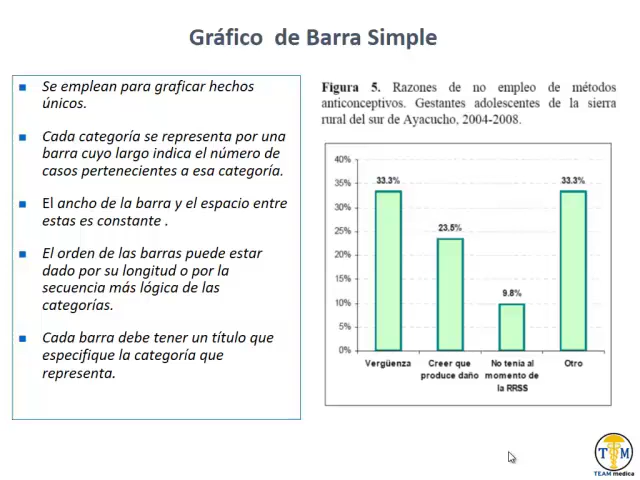 Gráfico de Barra Simple
Se emplean para graficar hechos
únicos.
Cada categoría se representa por una
barra cuyo largo indica el número de
casos pertenecientes a esa categoría.
El ancho de la barra y el espacio entre
estas es constante .
El orden de las barras puede estar
dado por su longitud o por la
secuencia más lógica de las
categorías.
Cada barra debe tener un título que
especifique la categoría que
representa.
Figura 5. Razones de no empleo de métodos
anticonceptivos. Gestantes adolescentes de la sierra
rural del sur de Ayacucho, 2004-2008.
40%
35%
30%
25%
20%
15%
10%
5%
0%
33.3%
23.5%
9.8%
33.3%
Vergüenza
Creer que
produce daño
No tenía al
momento de
la RRSS
Otro
T M
TEAM medica